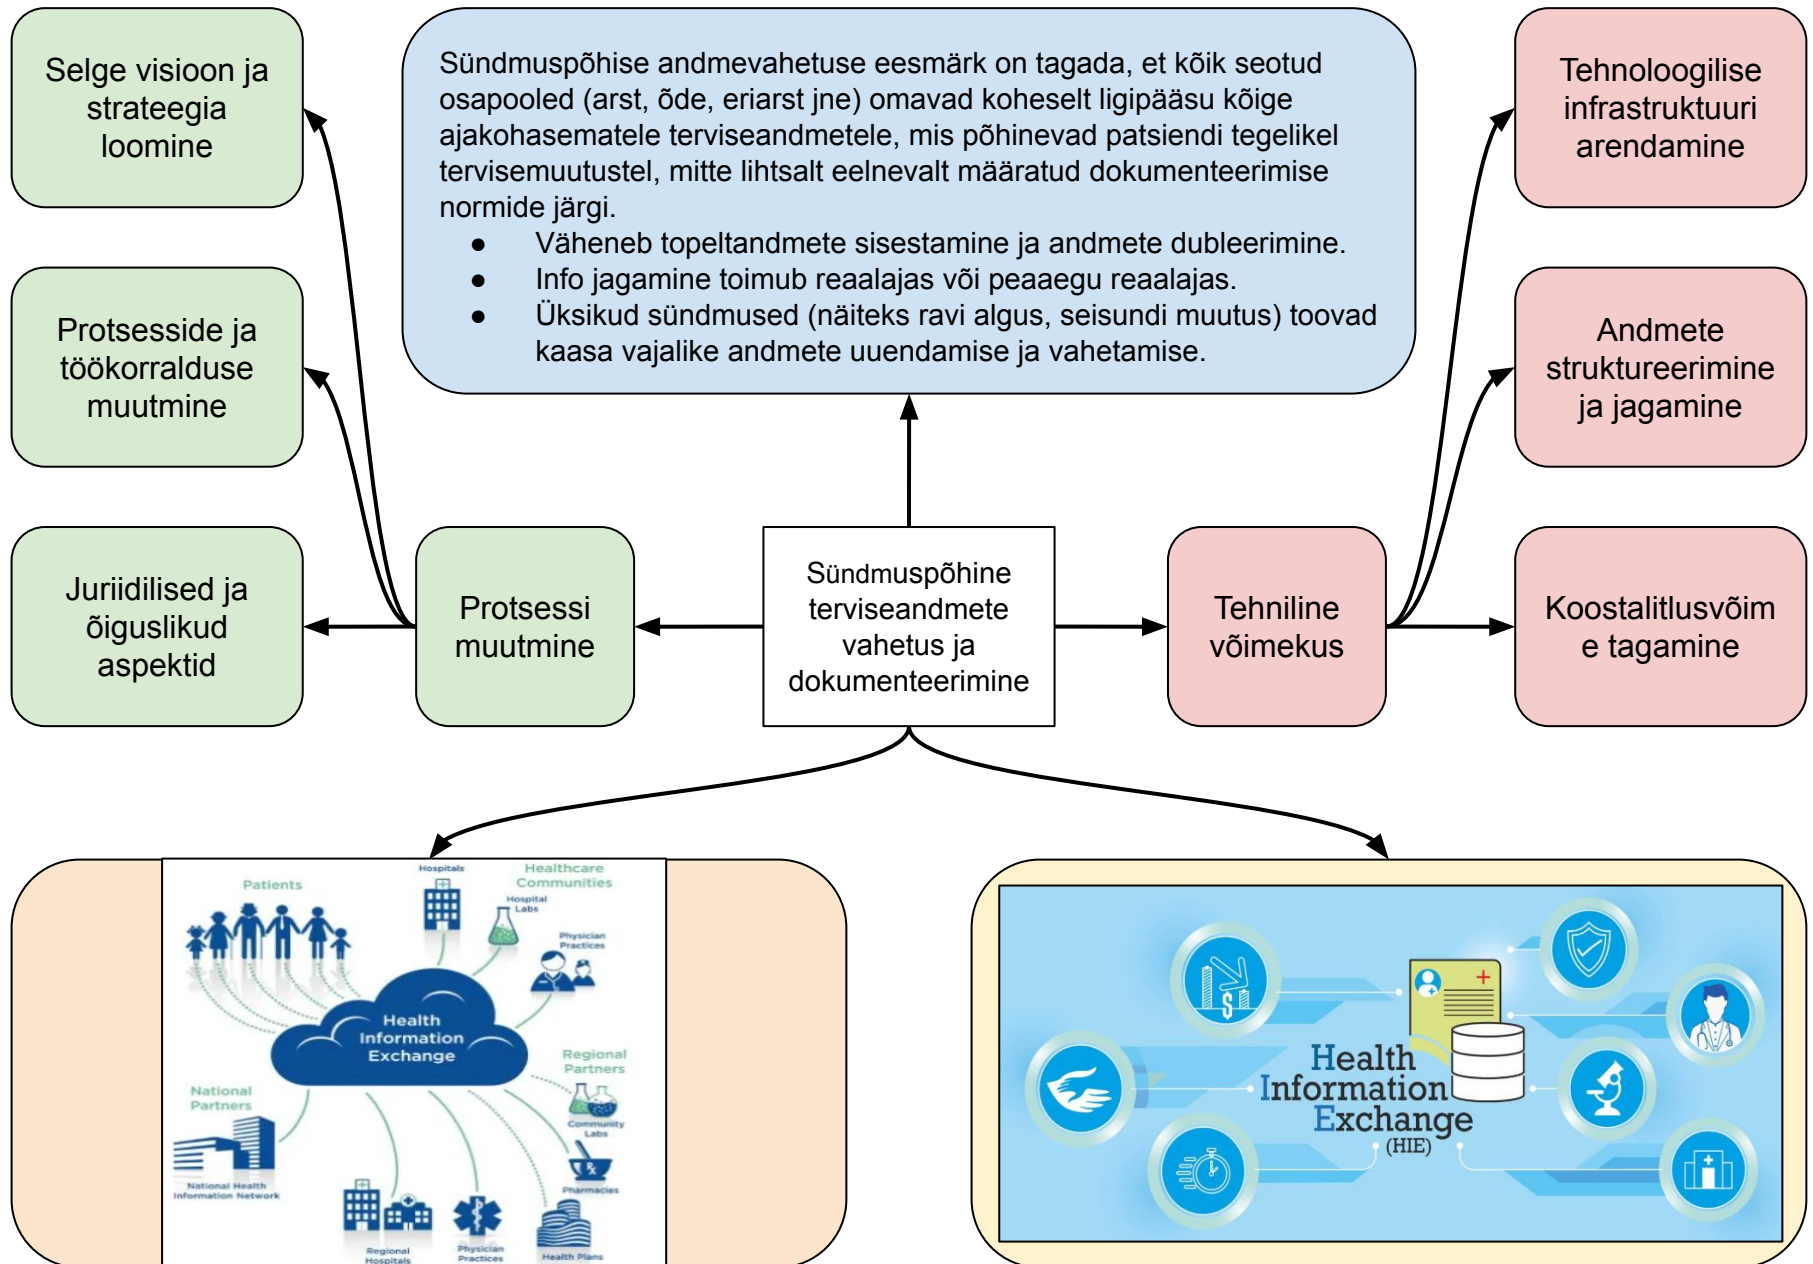 Selge visioon ja
strateegia
loomine
Sündmuspõhise andmevahetuse eesmärk on tagada, et kõik seotud
osapooled (arst, õde, eriarst jne) omavad koheselt ligipääsu kõige
ajakohasematele terviseandmetele, mis põhinevad patsiendi tegelikel
tervisemuutustel, mitte lihtsalt eelnevalt määratud dokumenteerimise
normide järgi.
● Väheneb topeltandmete sisestamine ja andmete dubleerimine.
● Info jagamine toimub reaalajas või peaaegu reaalajas.
● Üksikud sündmused (näiteks ravi algus, seisundi muutus) toovad
kaasa vajalike andmete uuendamise ja vahetamise.
Tehnoloogilise
infrastruktuuri
arendamine
Protsesside ja
töökorralduse
muutmine
Andmete
struktureerimine
ja jagamine
Juriidilised ja
õiguslikud
aspektid
Protsessi
muutmine
Sündmuspõhine
terviseandmete
vahetus ja
dokumenteerimine
Tehniline
võimekus
Koostalitlusvõim
e tagamine
Patients
Hospitals
Healthcare
Communities
Hospital
Labs
Physician
Practices
Health
Information
Exchange
Regional
Partners
Community
Labs
National
Partners
National Health
Information Network
Rx
Pharmacies
Regional
Hospitals
Physician
Practices
Health Plans
$
Health
Information
Exchange
(HIE)